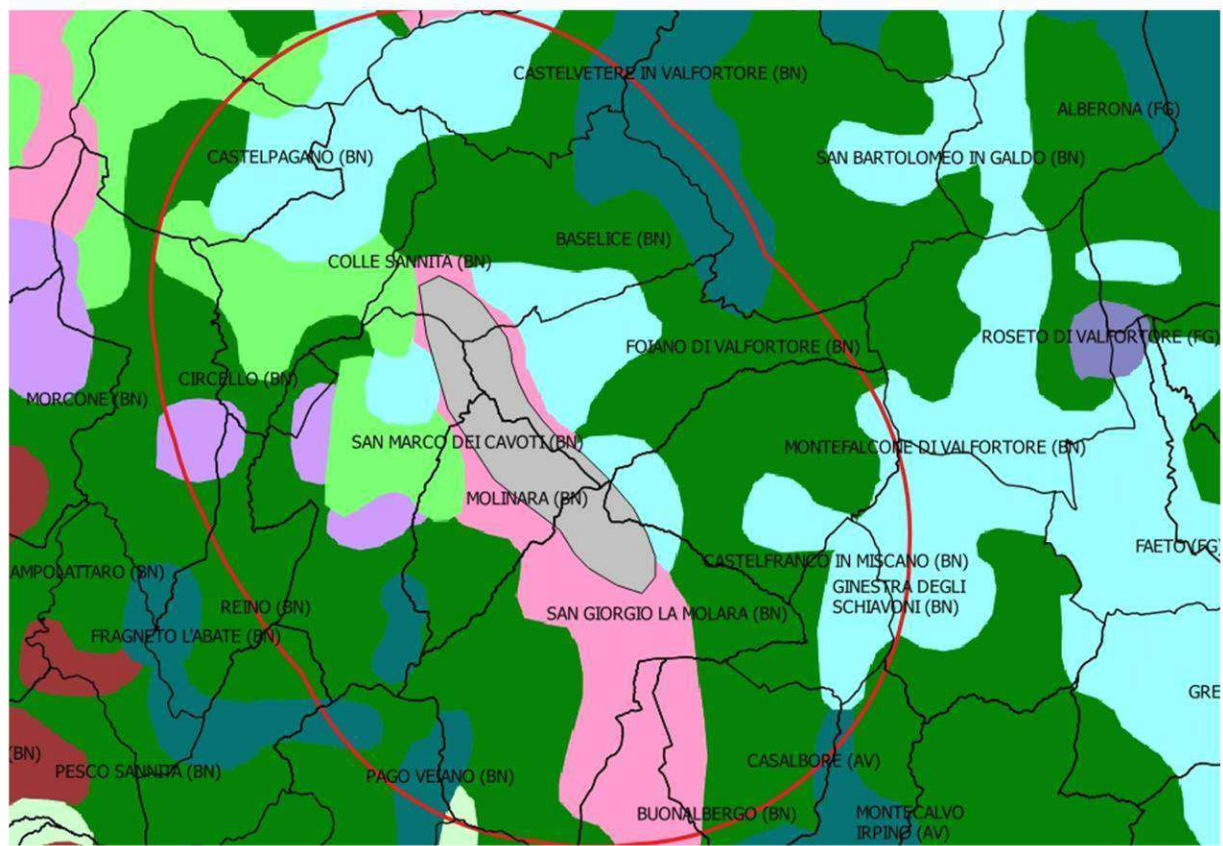 CASTELVETERE IN VALFORTORE (BN)
ALBERONA (FG)
CASTELPAGANO (BN)
SAN BARTOLOMEO IN GALDO (BN)
BASELICE (BN)
COLLE SANNITA (BN)
FOIANO DI VALFORTORE (BN)
ROSETO DI VALFORTORE (FG)
CIRCELLO (BN)
MORCONE (BN)
SAN MARCO DEI CAVOTI (BN)
MONTEFALCONE DI VALFORTORE (BN)
MOLINARA (BN)
FAETO (FG)
CASTELFRANCO IN MISCANO (BN)
AMPOLATTARO (BN)
GINESTRA DEGLI
SCHIAVONI (BN)
REINO (BN)
SAN GIORGIO LA MOLARA (BN)
FRAGNETO L'ABATE (BN)
GRE
(BN)
PESCO SANNITA (BN)
PAGO VEIANO (BN)
CASALBORE (AV)
BUONALBERGO (BN)
MONTECALVO
IRPINO (AV)